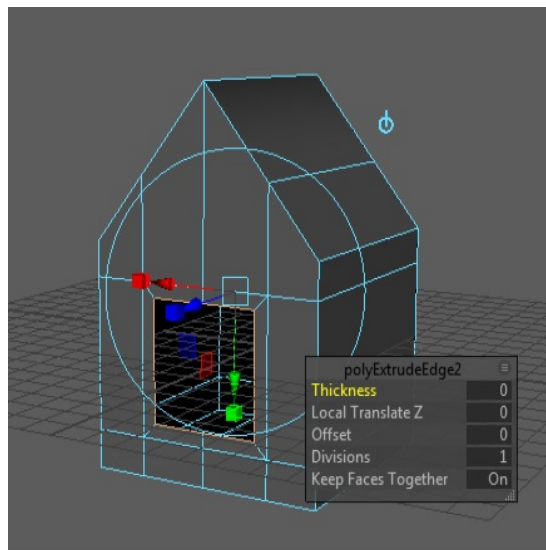 polyExtrudeEdge2
Thickness 0
Local Translate Z 0
Offset 0
Divisions 1
Keep Faces Together On